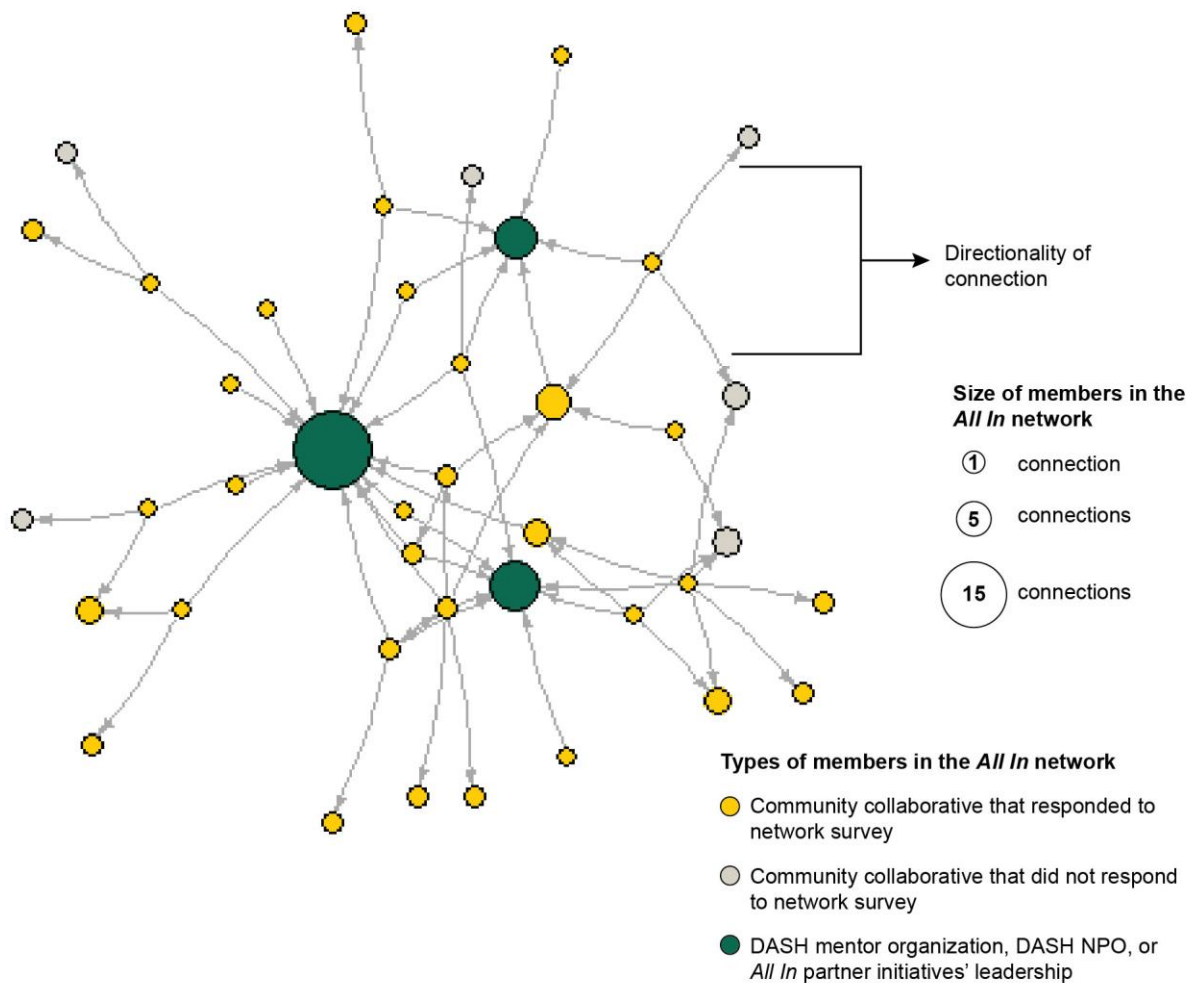 Directionality of
connection
Size of members in the
All In network
1 connection
5 connections
15 connections
Types of members in the All In network
Community collaborative that responded to
network survey
Community collaborative that did not respond
to network survey
DASH mentor organization, DASH NPO, or
All In partner initiatives’ leadership